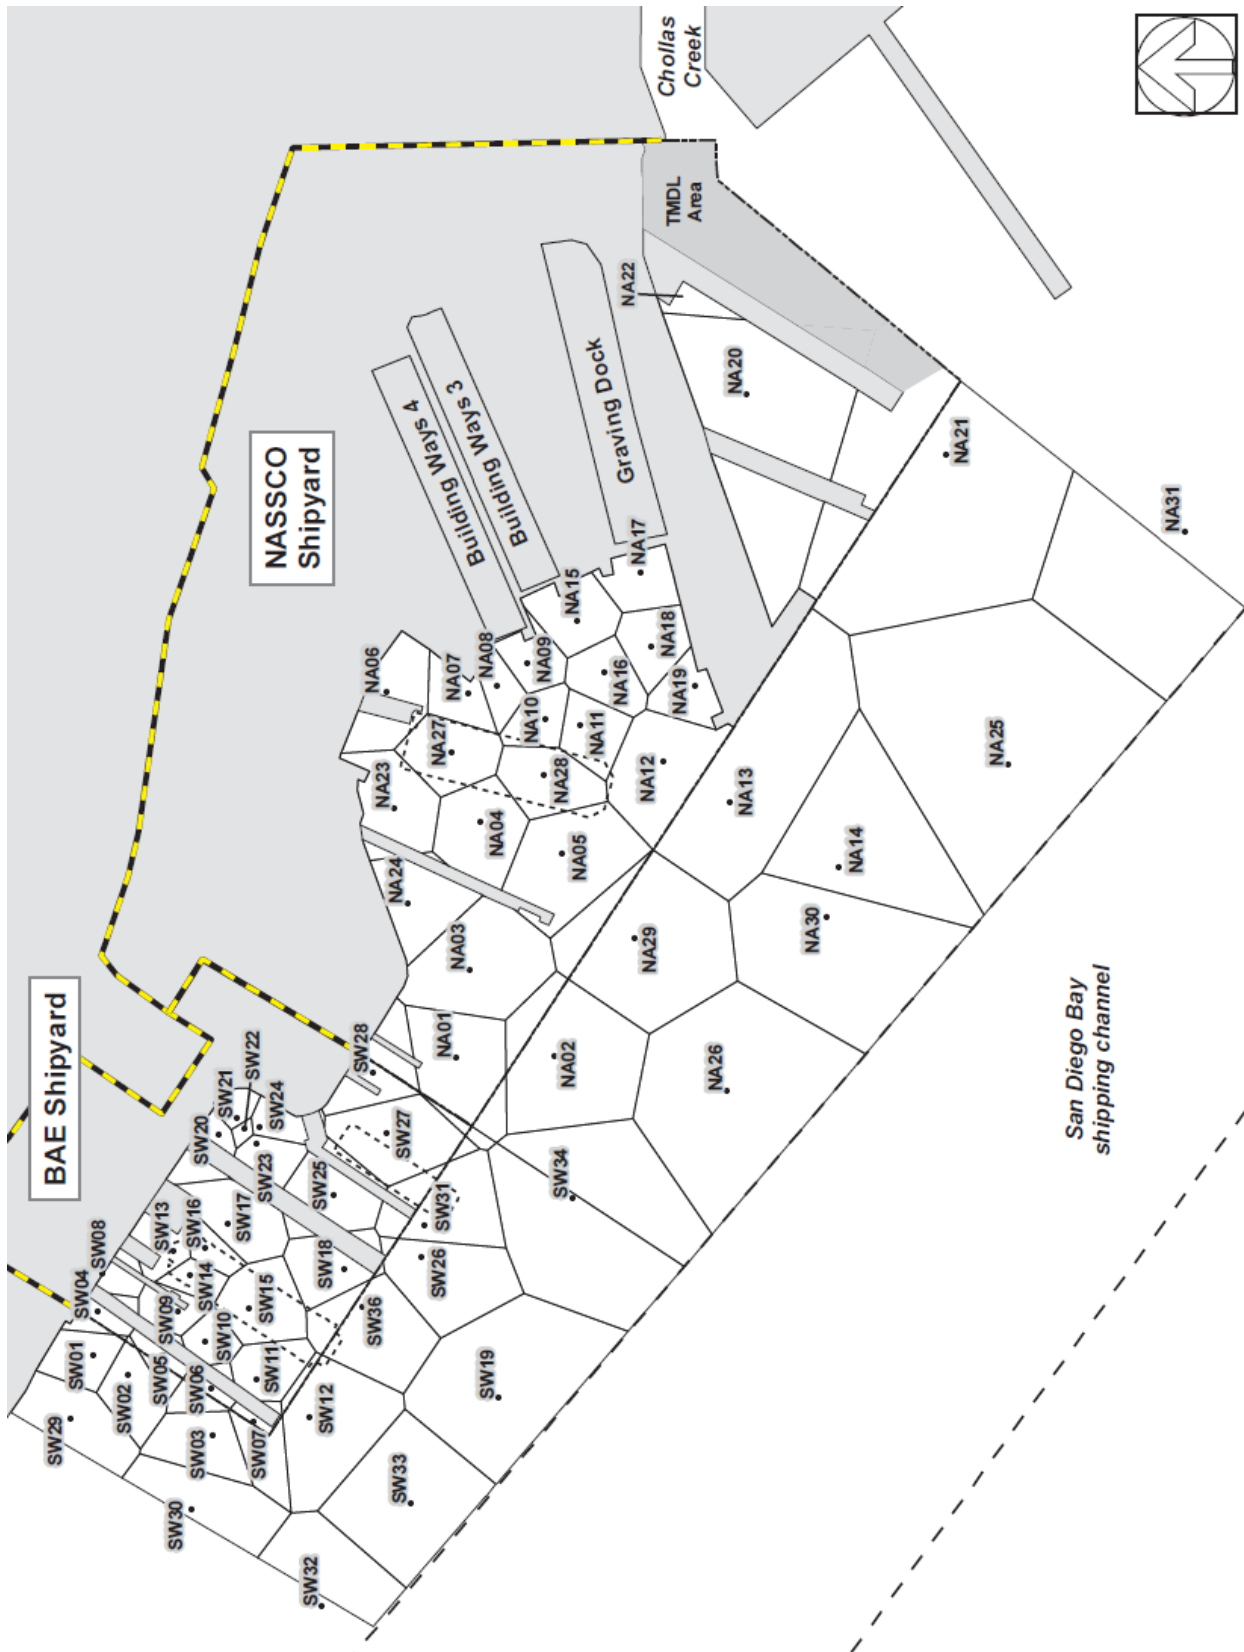 Chollas
Creek
TMDL
Area
NA22
NA20
NA21
NA31
NASSCO
Shipyard
Building Ways 4
Building Ways 3
Graving Dock
NA17
NA15
NA18
NA06
NA07
NA08
NA09
NA16
NA19
NA10
NA11
NA27
NA28
NA12
NA23
NA04
NA05
NA13
NA25
NA14
NA24
NA03
NA29
NA30
NA01
NA02
NA26
San Diego Bay
shipping channel
BAE Shipyard
SW28
SW22
SW21
SW24
SW20
SW23
SW27
SW25
SW31
SW34
SW13
SW16
SW17
SW08
SW14
SW18
SW26
SW04
SW09
SW15
SW36
SW10
SW01
SW05
SW11
SW02
SW06
SW12
SW19
SW29
SW03
SW07
SW33
SW30
SW32